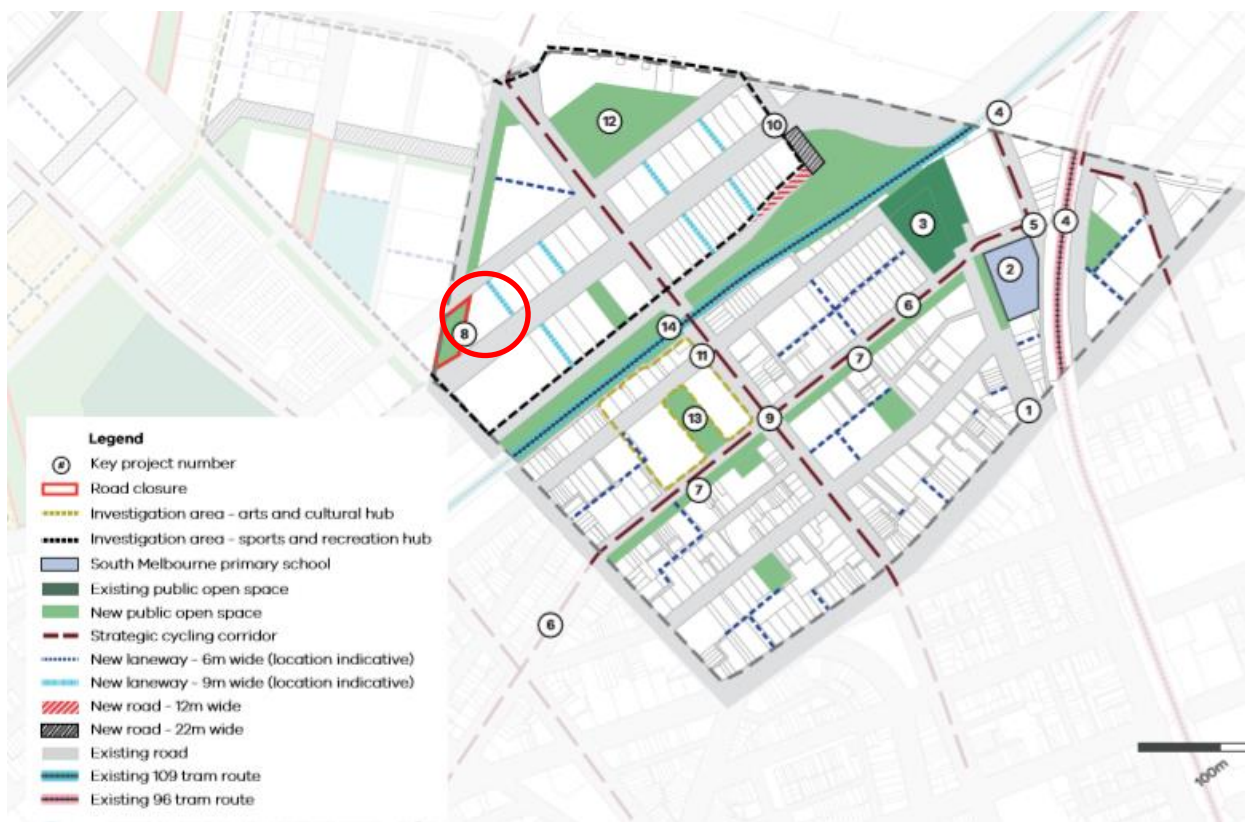 12
10
4
3
5
4
2
8
6
14
11
7
1
13
9
7
6
Legend
# Key project number
Road closure
Investigation area - arts and cultural hub
Investigation area - sports and recreation hub
South Melbourne primary school
Existing public open space
New public open space
Strategic cycling corridor
New laneway - 6m wide (location indicative)
New laneway - 9m wide (location indicative)
New road - 12m wide
New road - 22m wide
Existing road
Existing 109 tram route
Existing 96 tram route
100m